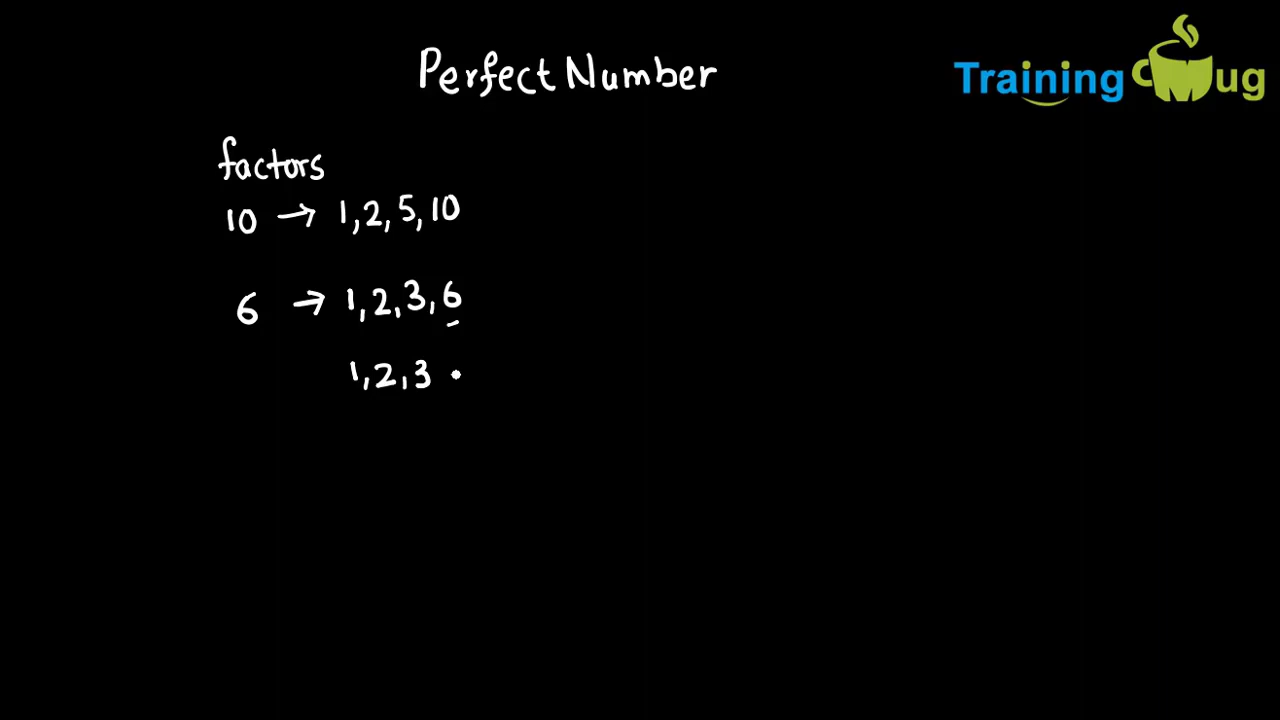 Perfect Number
Training Mug
factors
10 → 1, 2, 5, 10
6 → 1, 2, 3, 6
1, 2, 3